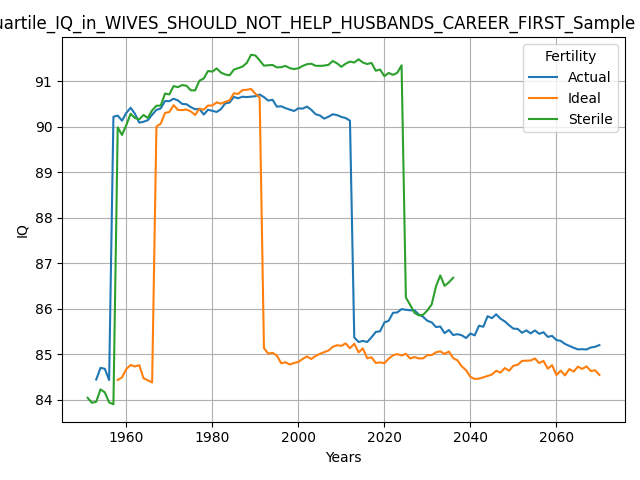 uartile_IQ_in_WIVES_SHOULD_NOT_HELP_HUSBANDS_CAREER_FIRST_Sample
Fertility
Actual
Ideal
Sterile
91
90
89
88
87
86
85
84
IQ
1960 1980 2000 2020 2040 2060
Years